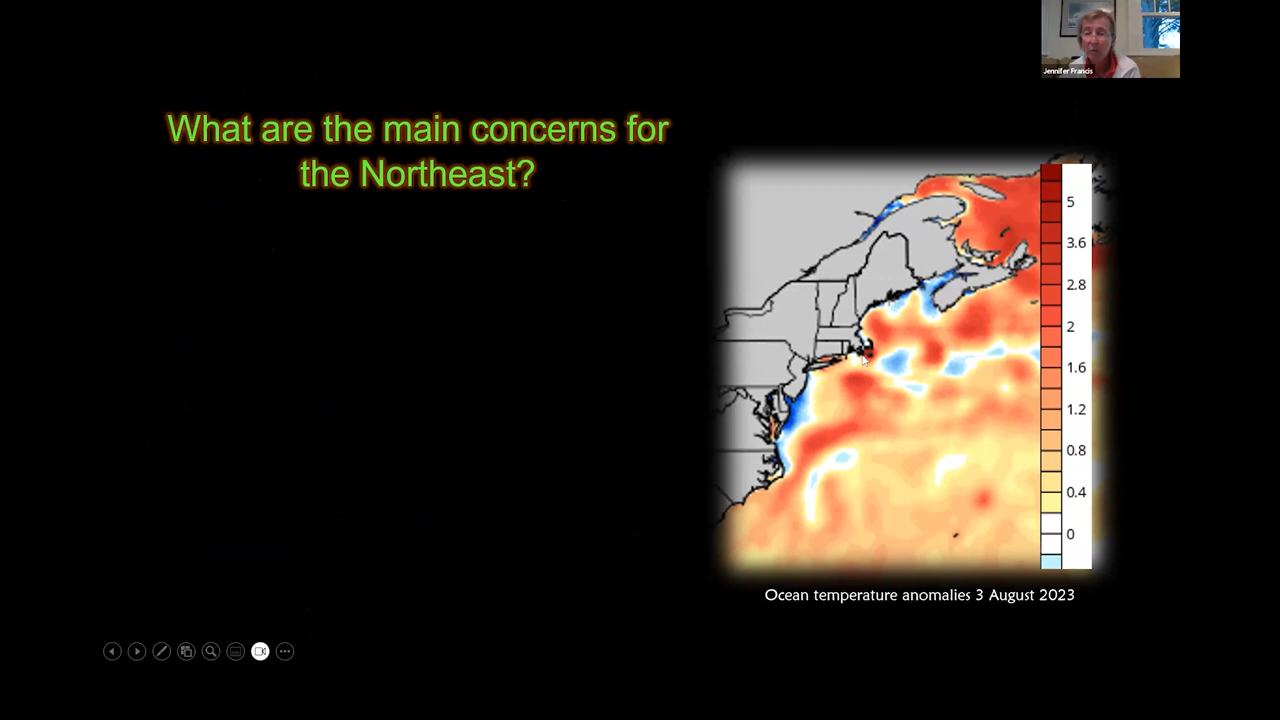 Jennifer Francis
What are the main concerns for
the Northeast?
5
3.6
2.8
2
1.6
1.2
0.8
0.4
0
Ocean temperature anomalies 3 August 2023